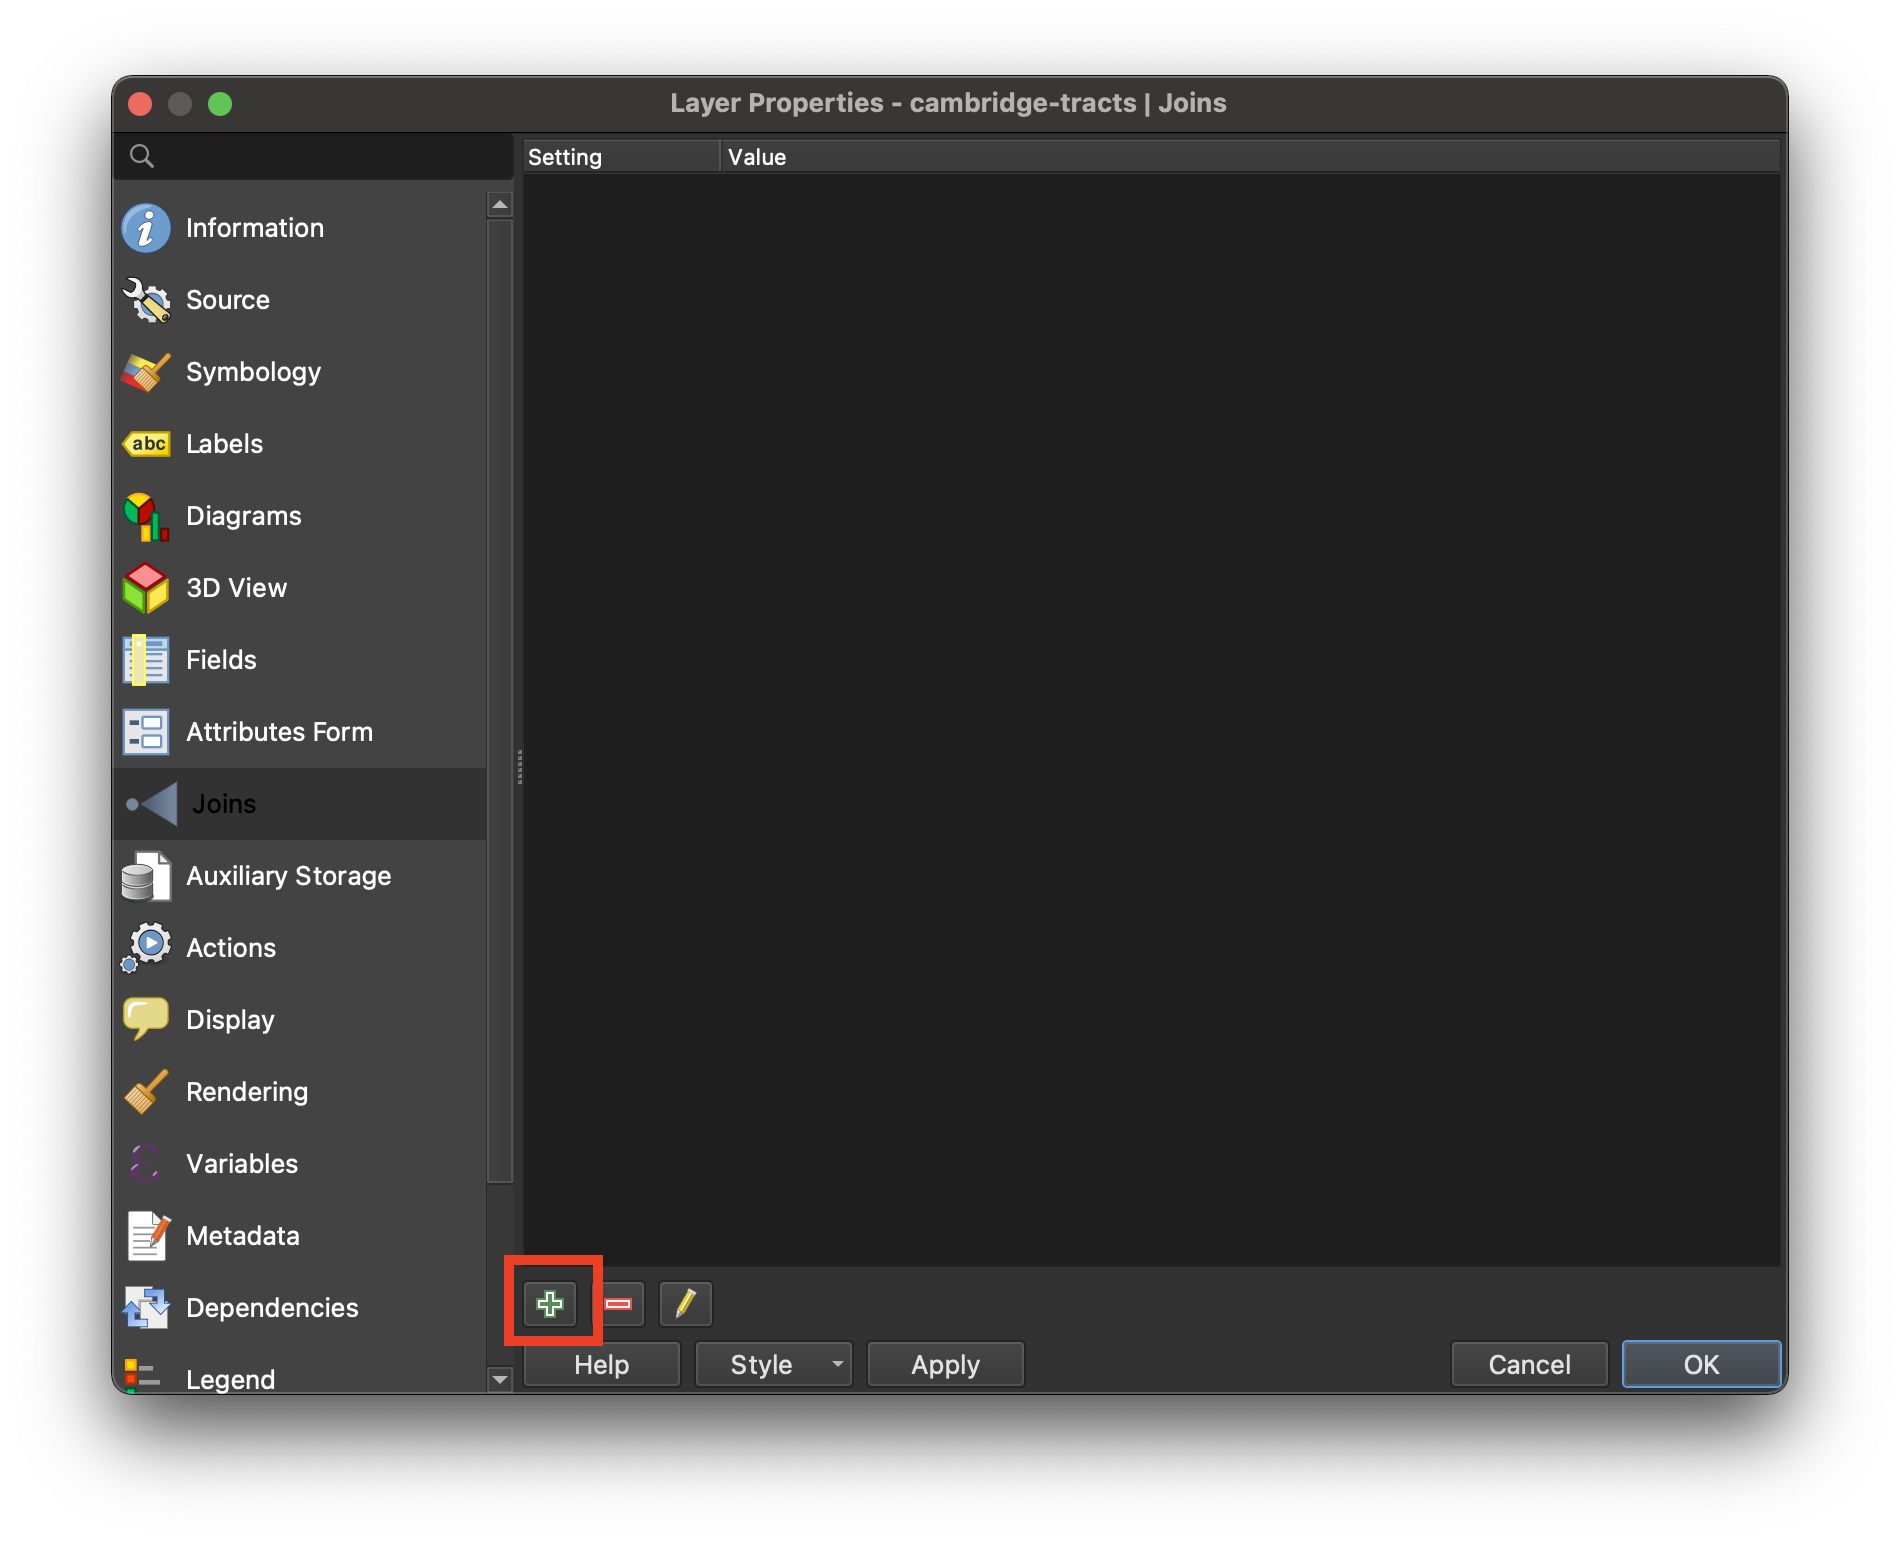 Layer Properties - cambridge-tracts | Joins
Setting Value
Information
Source
Symbology
abc Labels
Diagrams
3D View
Fields
Attributes Form
Joins
Auxiliary Storage
Actions
Display
Rendering
Variables
Metadata
Dependencies
Legend
Help Style Apply Cancel OK